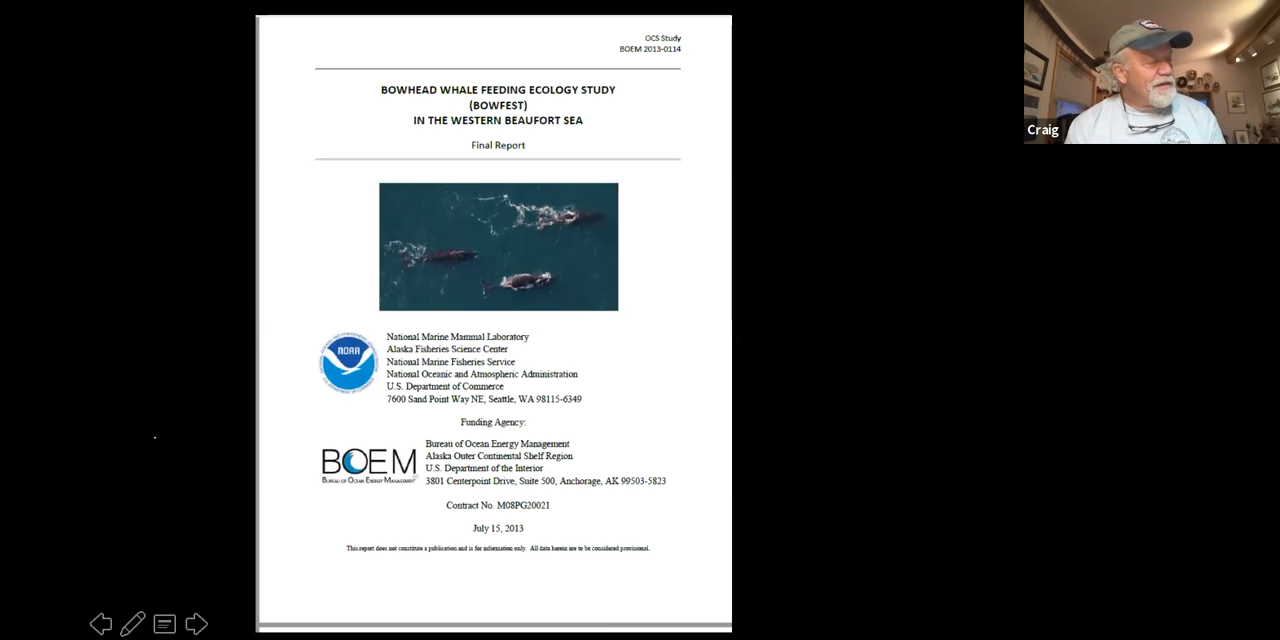 OCS Study
BOEM 2013-0114
BOWHEAD WHALE FEEDING ECOLOGY STUDY
(BOWFEST)
IN THE WESTERN BEAUFORT SEA
Final Report
NOAA
National Marine Mammal Laboratory
Alaska Fisheries Science Center
National Marine Fisheries Service
National Oceanic and Atmospheric Administration
U.S. Department of Commerce
7600 Sand Point Way NE, Seattle, WA 98115-6349
Funding Agency:
BOEM
BUREAU OF OCEAN ENERGY MANAGEMENT
Bureau of Ocean Energy Management
Alaska Outer Continental Shelf Region
U.S. Department of the Interior
3801 Centerpoint Drive, Suite 500, Anchorage, AK 99503-5823
Contract No. M08PG20021
July 15, 2013
This report does not constitute a publication and is for information only. All data herein are to be considered provisional.
Craig